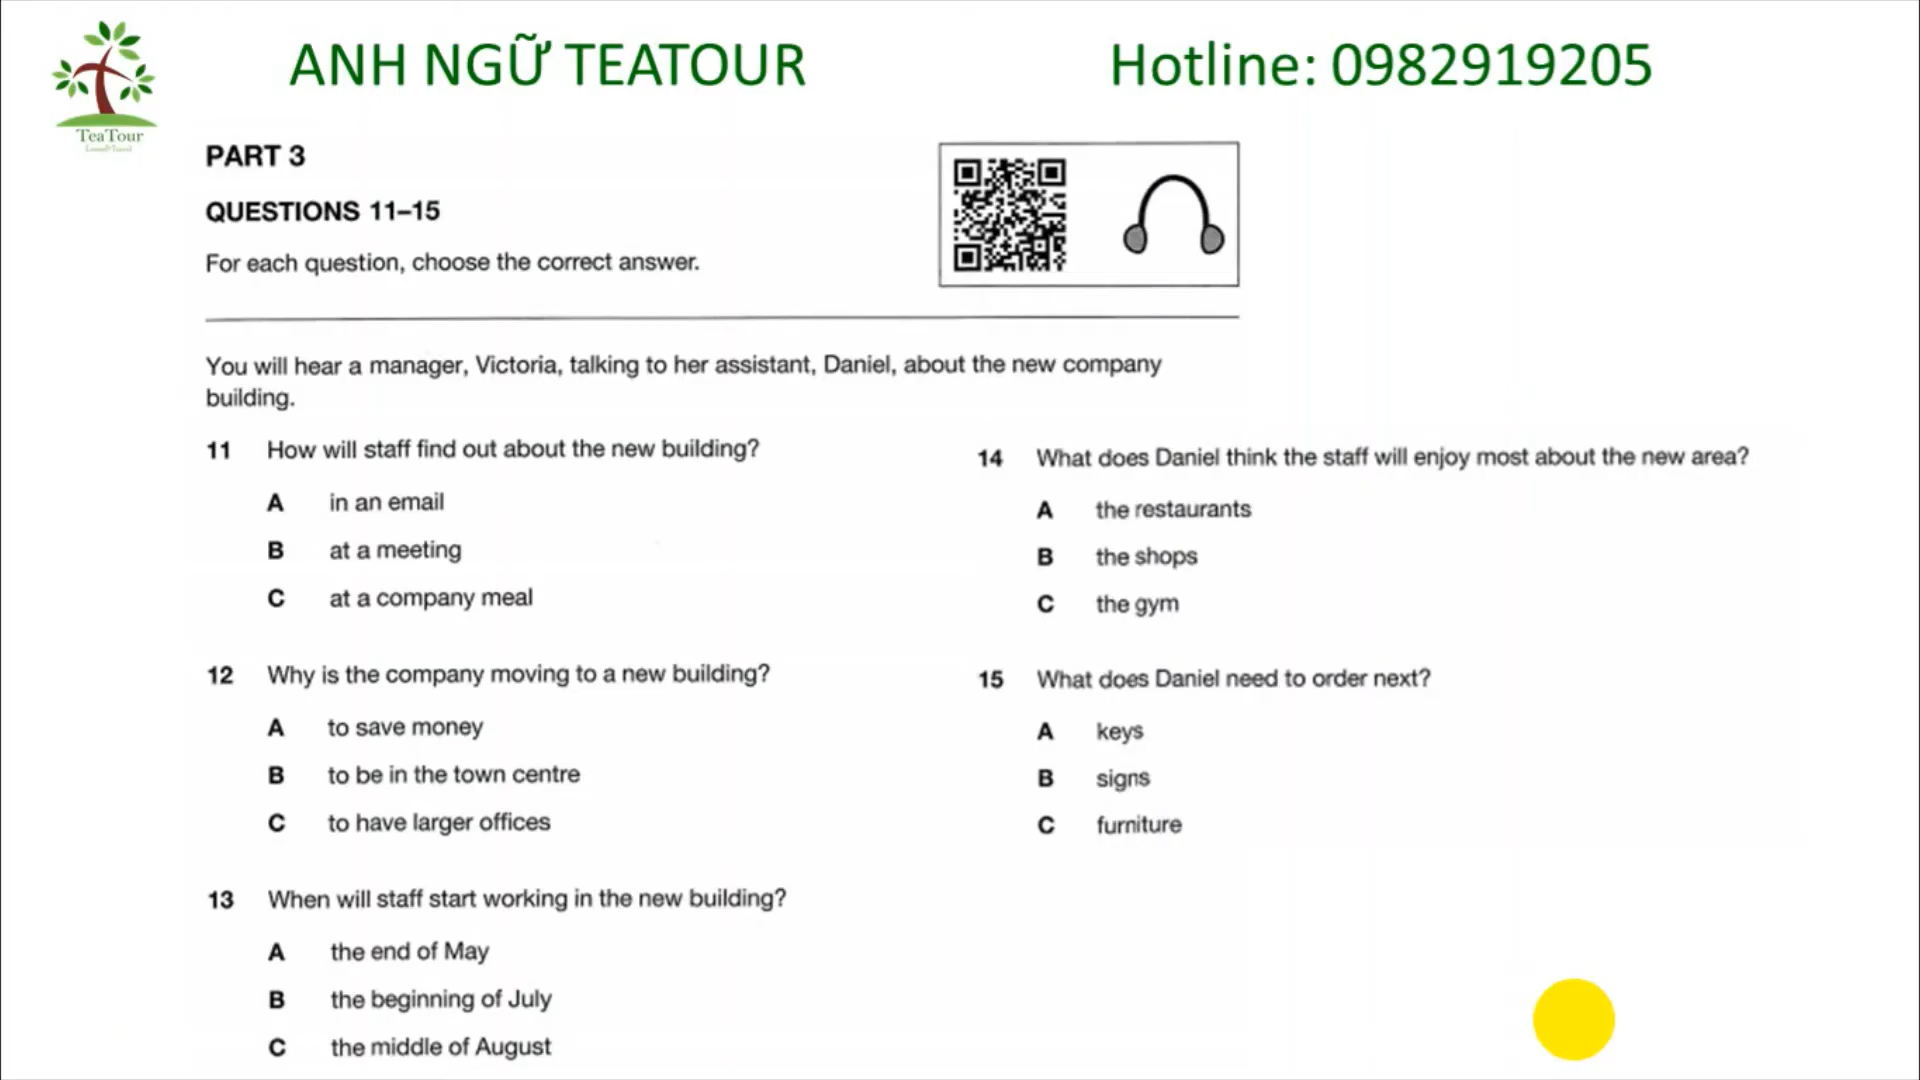 ANH NGỮ TEATOUR
Hotline: 0982919205
TeaTour
PART 3
QUESTIONS 11–15
For each question, choose the correct answer.
You will hear a manager, Victoria, talking to her assistant, Daniel, about the new company
building.
11 How will staff find out about the new building?
A in an email
B at a meeting
C at a company meal
12 Why is the company moving to a new building?
A to save money
B to be in the town centre
C to have larger offices
13 When will staff start working in the new building?
A the end of May
B the beginning of July
C the middle of August
14 What does Daniel think the staff will enjoy most about the new area?
A the restaurants
B the shops
C the gym
15 What does Daniel need to order next?
A keys
B signs
C furniture